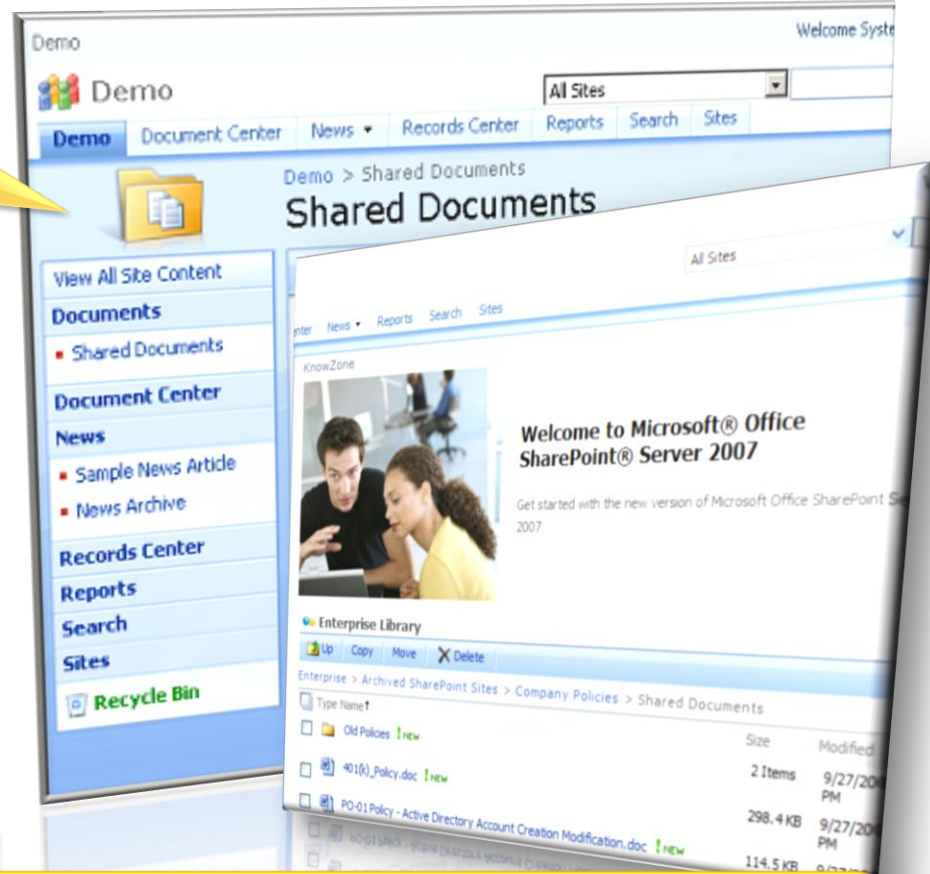 Demo
Welcome Syste
Demo
All Sites
Demo Document Center News Records Center Reports Search Sites
Demo > Shared Documents
Shared Documents
View All Site Content
Documents
Shared Documents
Document Center
News
Sample News Article
News Archive
Records Center
Reports
Search
Sites
Recycle Bin
All Sites
nter News Reports Search Sites
KnowZone
Welcome to Microsoft® Office
SharePoint® Server 2007
Get started with the new version of Microsoft Office SharePoint Se
2007
Enterprise Library
Up Copy Move Delete
Enterprise > Archived SharePoint Sites > Company Policies > Shared Documents
Type Name Size Modified
Old Policies ! NEW 2 Items 9/27/20 PM
401(k)_Policy.doc ! NEW 298.4 KB 9/27/20 PM
PO-01 Policy - Active Directory Account Creation Modification.doc ! NEW 114.5 KB